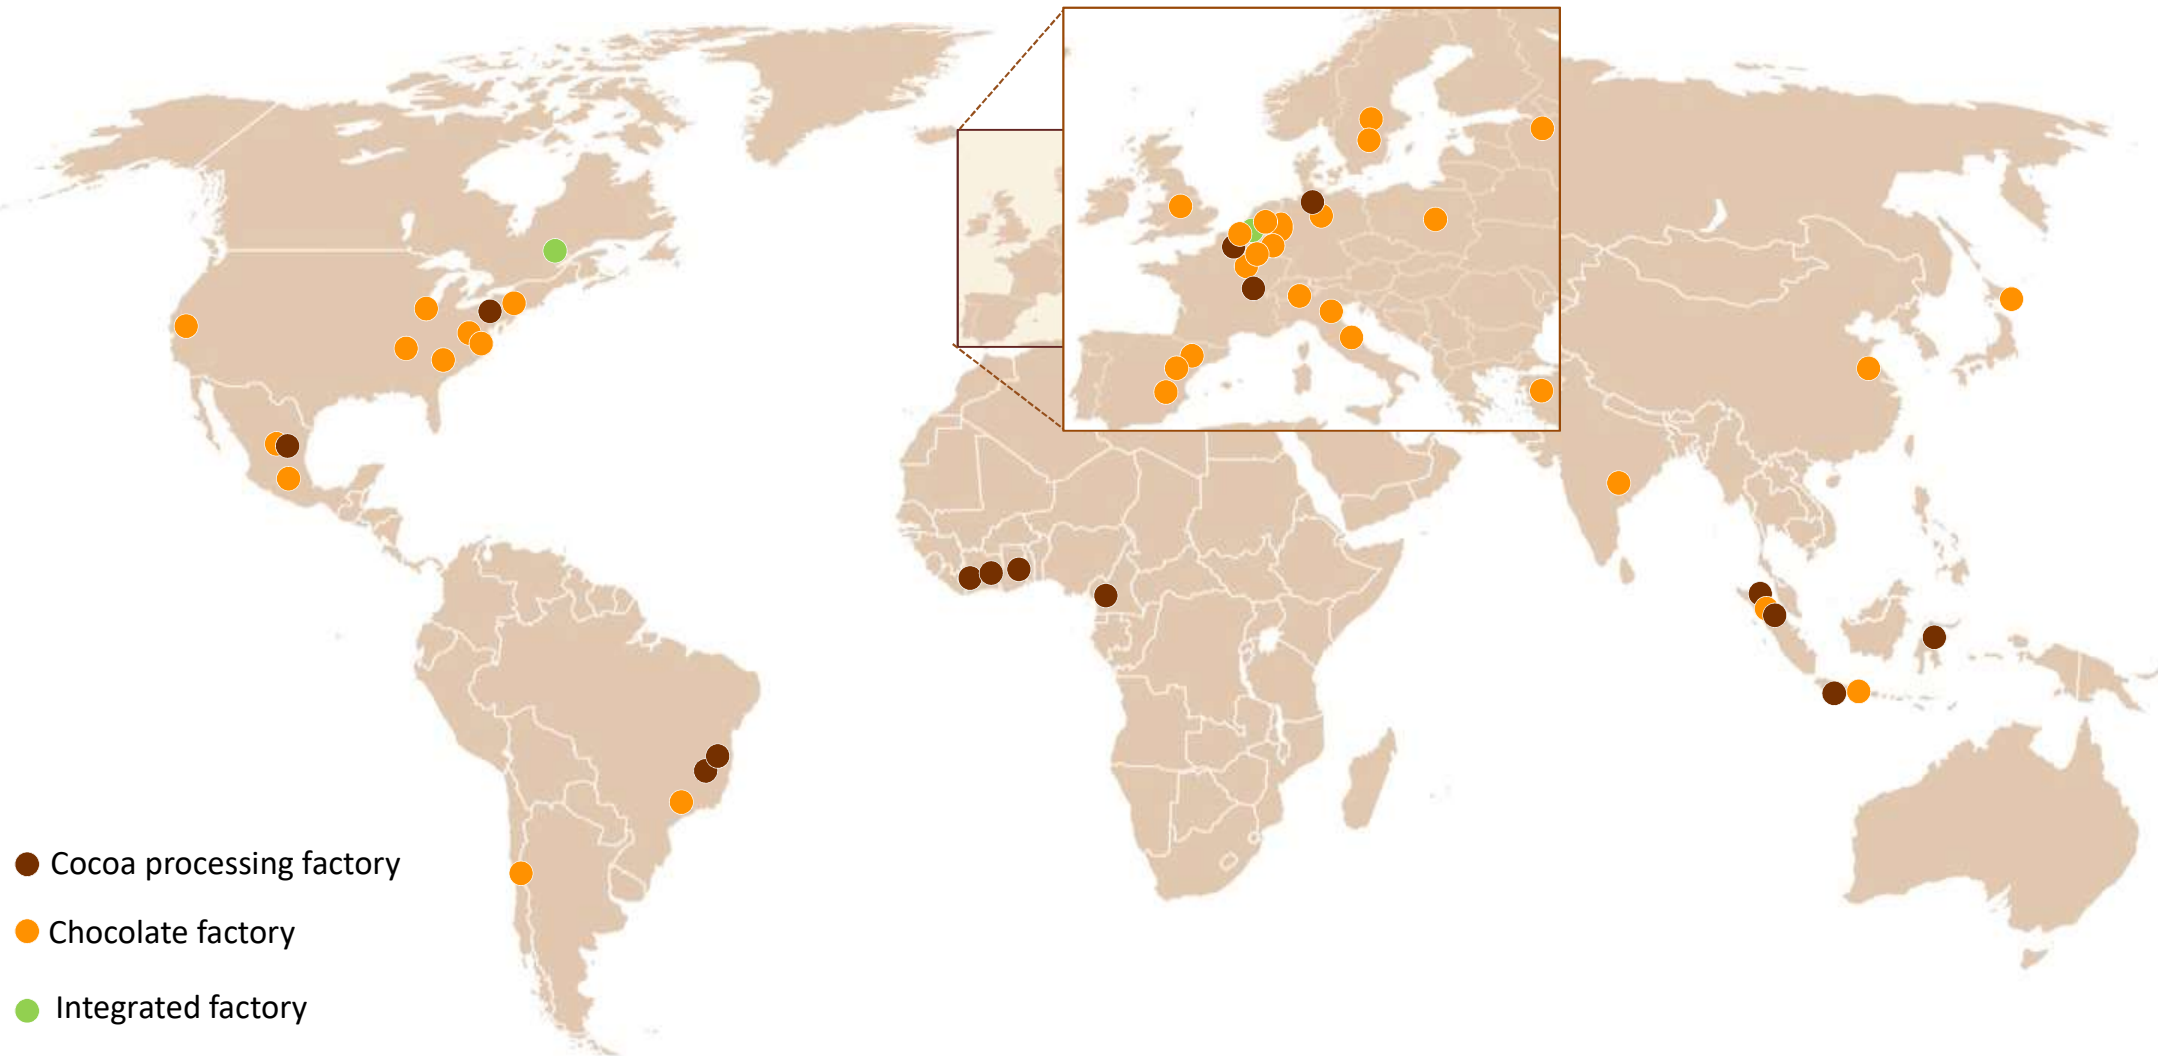 Cocoa processing factory
Chocolate factory
Integrated factory